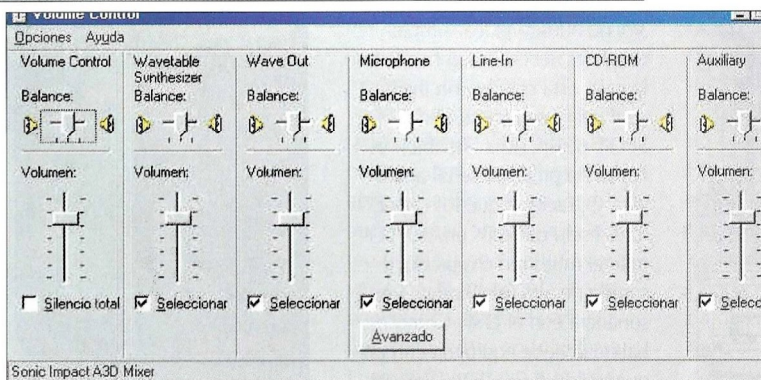 Volume Control
Opciones Ayuda
Volume Control
Balance:
Volumen:
Silencio total
Wavetable
Synthesizer
Balance:
Volumen:
Seleccionar
Wave Out
Balance:
Volumen:
Seleccionar
Microphone
Balance:
Volumen:
Seleccionar
Avanzado
Line-In
Balance:
Volumen:
Seleccionar
CD-ROM
Balance:
Volumen:
Seleccionar
Auxiliary
Balance:
Volumen:
Selecc
Sonic Impact A3D Mixer